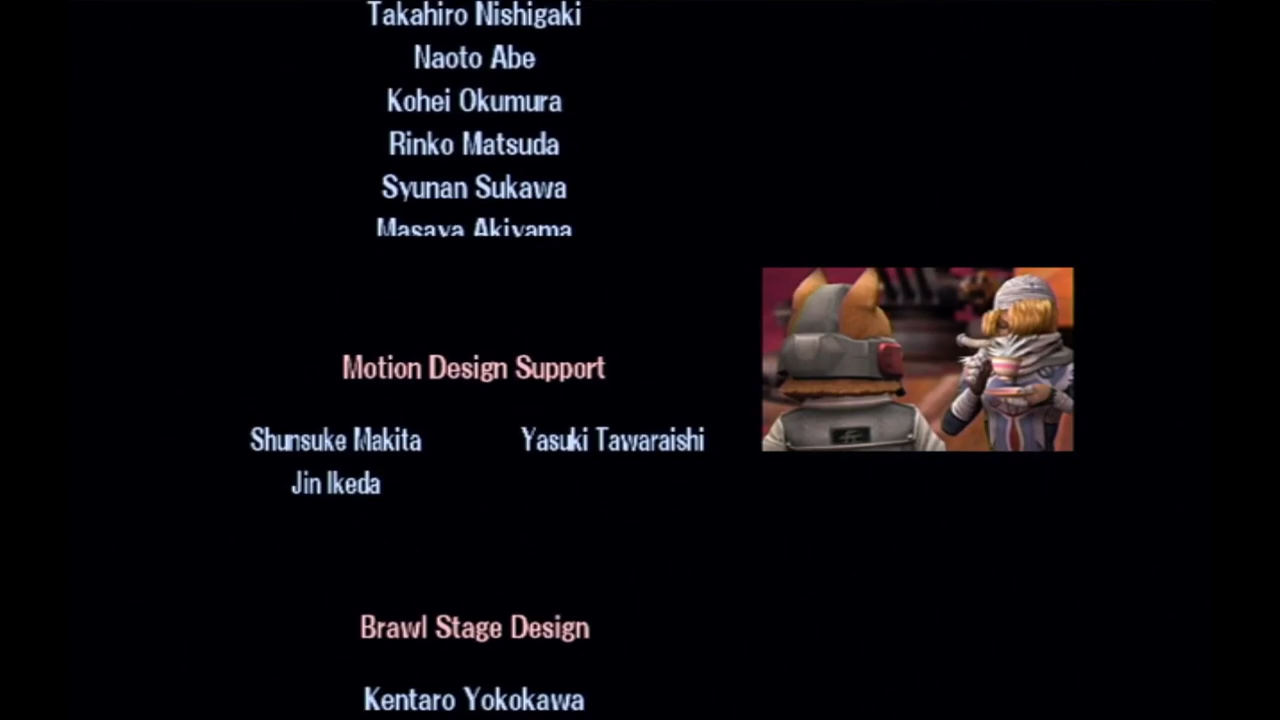 Takahiro Nishigaki
Naoto Abe
Kohei Okumura
Rinko Matsuda
Syunan Sukawa
Masaya Akiyama
Motion Design Support
Shunsuke Makita Yasuki Tawaraishi
Jin Ikeda
Brawl Stage Design
Kentaro Yokokawa